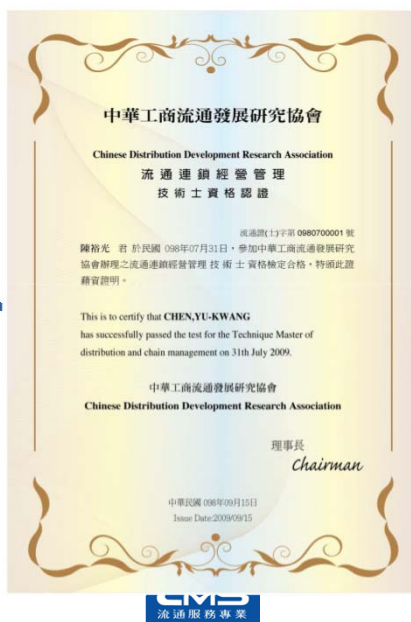 中華工商流通發展研究協會
Chinese Distribution Development Research Association
流通連鎖經營管理
技術士資格認證
流通證(士)字第 0980700001 號
陳裕光 君 於民國 098年07月31日，參加中華工商流通發展研究
協會辦理之流通連鎖經營管理 技 術 士 資格檢定合格，特頒此證
藉資證明。
This is to certify that CHEN,YU-KWANG
has successfully passed the test for the Technique Master of
distribution and chain management on 31th July 2009.
中華工商流通發展研究協會
Chinese Distribution Development Research Association
理事長
Chairman
中華民國 098年09月15日
Issue Date:2009/09/15
CMS
流通服務專業